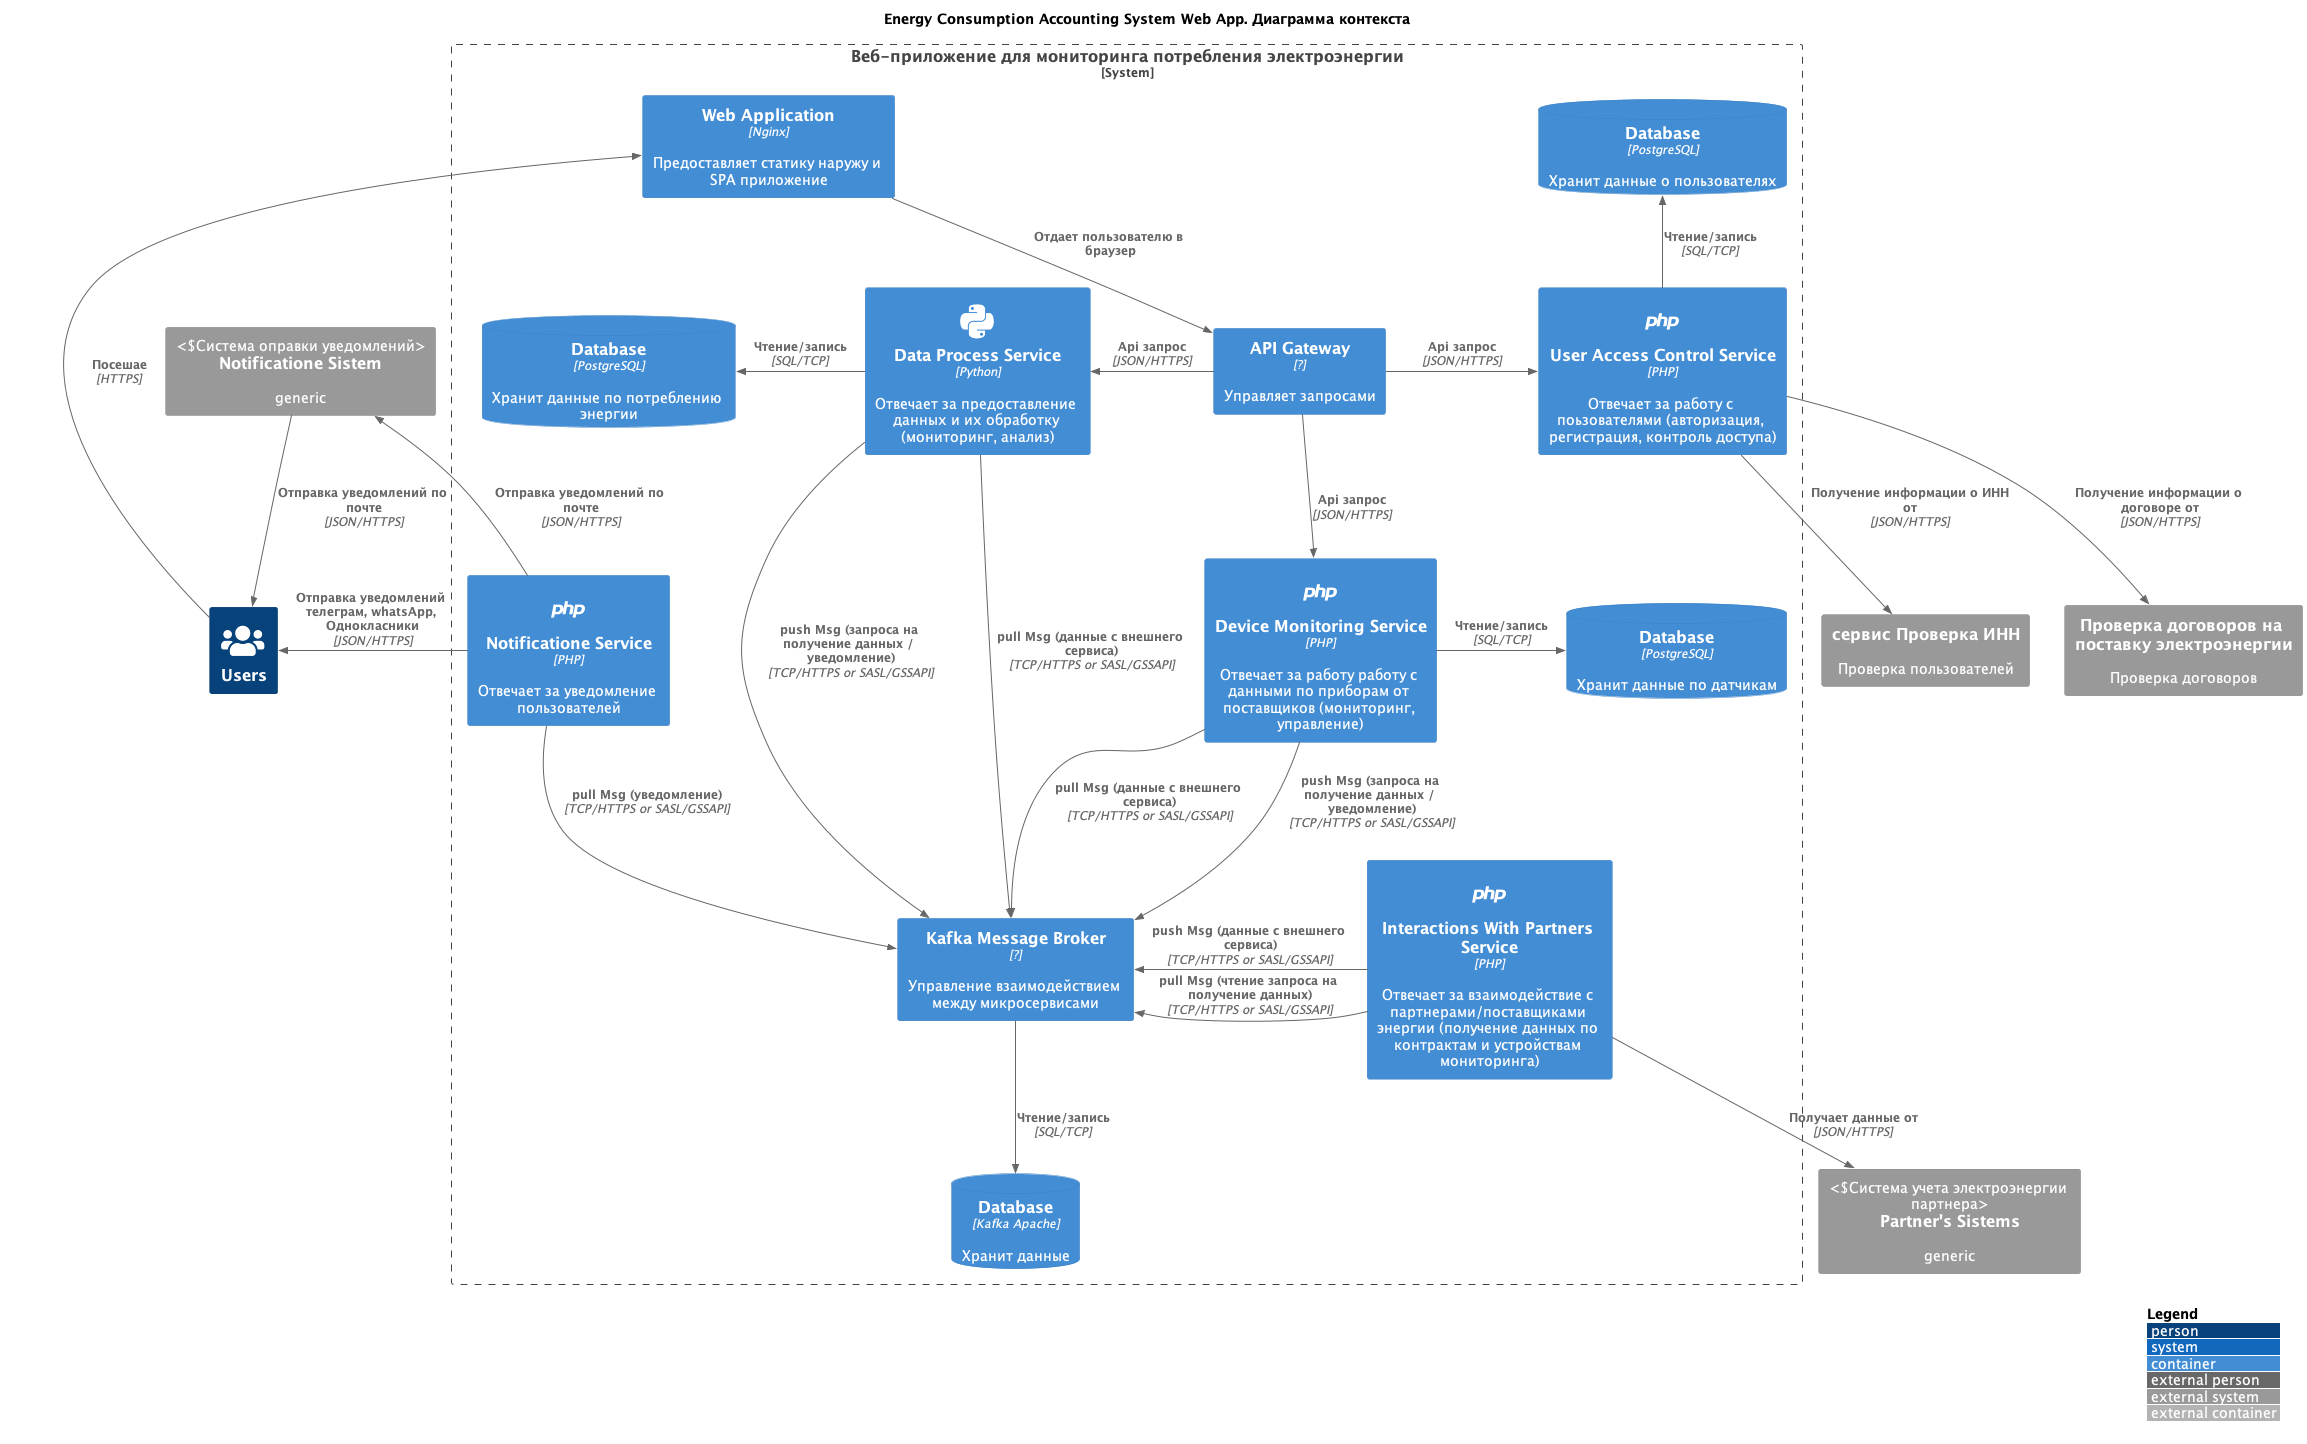 Energy Consumption Accounting System Web App. Диаграмма контекста
Веб-приложение для мониторинга потребления электроэнергии
[System]
Web Application
[Nginx]
Предоставляет статику наружу и
SPA приложение
Database
[PostgreSQL]
Хранит данные о пользователях
Отдает пользователю в
браузер
Чтение/запись
[SQL/TCP]
<$Система оправки уведомлений>
Notificatione Sistem
generic
Посешае
[HTTPS]
Database
[PostgreSQL]
Хранит данные по потреблению
энергии
Чтение/запись
[SQL/TCP]
Data Process Service
[Python]
Отвечает за предоставление
данных и их обработку
(мониторинг, анализ)
Api запрос
[JSON/HTTPS]
API Gateway
[?]
Управляет запросами
Api запрос
[JSON/HTTPS]
php
User Access Control Service
[PHP]
Отвечает за работу с
поьзователями (авторизация,
регистрация, контроль доступа)
Отправка уведомлений по
почте
[JSON/HTTPS]
Отправка уведомлений по
почте
[JSON/HTTPS]
Api запрос
[JSON/HTTPS]
Получение информации о ИНН
от
[JSON/HTTPS]
Получение информации о
договоре от
[JSON/HTTPS]
Users
Отправка уведомлений
телеграм, whatsApp,
Однокласники
[JSON/HTTPS]
php
Notificatione Service
[PHP]
Отвечает за уведомление
пользователей
push Msg (запроса на
получение данных /
уведомление)
[TCP/HTTPS or SASL/GSSAPI]
pull Msg (данные с внешнего
сервиса)
[TCP/HTTPS or SASL/GSSAPI]
php
Device Monitoring Service
[PHP]
Отвечает за работу работу с
данными по приборам от
поставщиков (мониторинг,
управление)
Чтение/запись
[SQL/TCP]
Database
[PostgreSQL]
Хранит данные по датчикам
сервис Проверка ИНН
Проверка пользователей
Проверка договоров на
поставку электроэнергии
Проверка договоров
pull Msg (уведомление)
[TCP/HTTPS or SASL/GSSAPI]
pull Msg (данные с внешнего
сервиса)
[TCP/HTTPS or SASL/GSSAPI]
push Msg (запроса на
получение данных /
уведомление)
[TCP/HTTPS or SASL/GSSAPI]
Kafka Message Broker
[?]
Управление взаимодействием
между микросервисами
push Msg (данные с внешнего
сервиса)
[TCP/HTTPS or SASL/GSSAPI]
pull Msg (чтение запроса на
получение данных)
[TCP/HTTPS or SASL/GSSAPI]
php
Interactions With Partners
Service
[PHP]
Отвечает за взаимодействие с
партнерами/поставщиками
энергии (получение данных по
контрактам и устройствам
мониторинга)
Чтение/запись
[SQL/TCP]
Получает данные от
[JSON/HTTPS]
Database
[Kafka Apache]
Хранит данные
<$Система учета электроэнергии
партнера>
Partner's Sistems
generic
Legend
person
system
container
external person
external system
external container